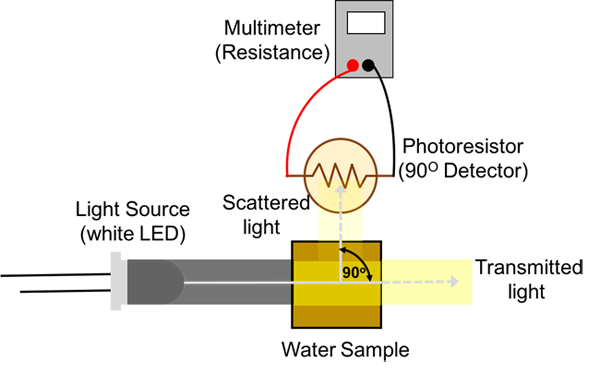 Multimeter
(Resistance)
Photoresistor
(90° Detector)
Scattered
light
Light Source
(white LED)
90°
Transmitted
light
Water Sample